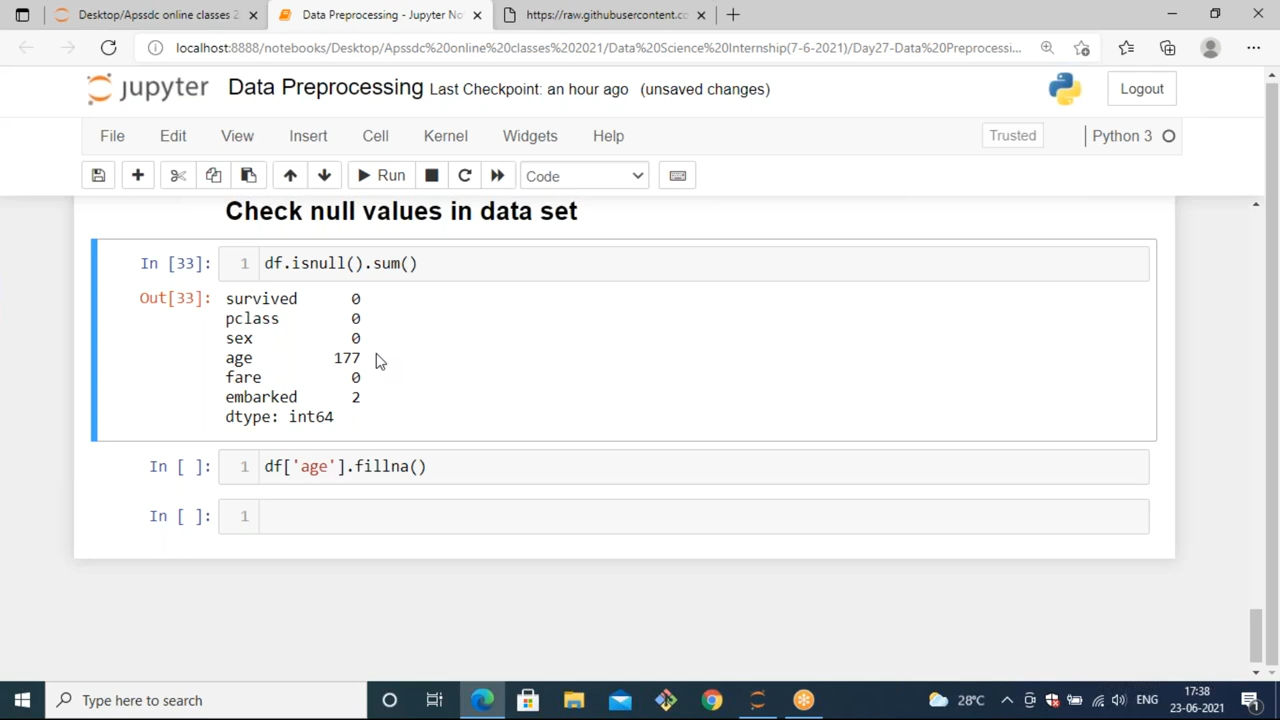 Desktop/Apssdc online classes 2
Data Preprocessing - Jupyter No
https://raw.githubusercontent.co
localhost:8888/notebooks/Desktop/Apssdc%20online%20classes%202021/Data%20Science%20Internship(7-6-2021)/Day27-Data%20Preprocessi...
jupyter Data Preprocessing Last Checkpoint: an hour ago (unsaved changes) Logout
File Edit View Insert Cell Kernel Widgets Help Trusted Python 3
Run Code
Check null values in data set
In [33]: 1 df.isnull().sum()
Out[33]: survived 0
pclass 0
sex 0
age 177
fare 0
embarked 2
dtype: int64
In [ ]: 1 df['age'].fillna()
In [ ]: 1
Type here to search
28°C
ENG
17:38
23-06-2021
1